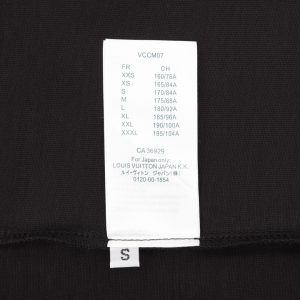 VCCM07
FR CH
XXS 160/76A
XS 165/84A
S 170/84A
M 175/88A
L 180/92A
XL 185/96A
XXL 190/100A
XXXL 195/104A
CA 36929
For Japan only:
LOUIS VUITTON JAPAN K.K.
ルイ・ヴィトン ジャパン(株)
0120-00-1854
S